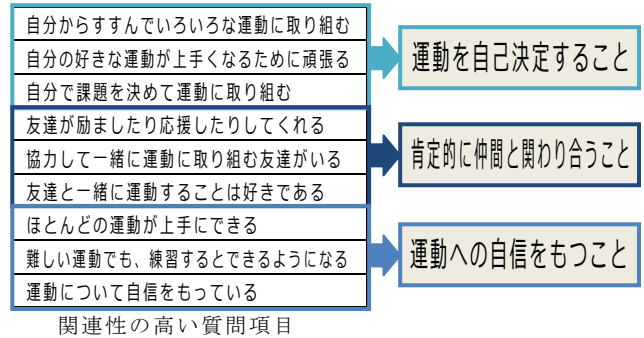 自分からすすんでいろいろな運動に取り組む
自分の好きな運動が上手くなるために頑張る
自分で課題を決めて運動に取り組む
運動を自己決定すること
友達が励ましたり応援したりしてくれる
協力して一緒に運動に取り組む友達がいる
友達と一緒に運動することは好きである
肯定的に仲間と関わり合うこと
ほとんどの運動が上手にできる
難しい運動でも、練習するとできるようになる
運動について自信をもっている
運動への自信をもつこと
関連性の高い質問項目